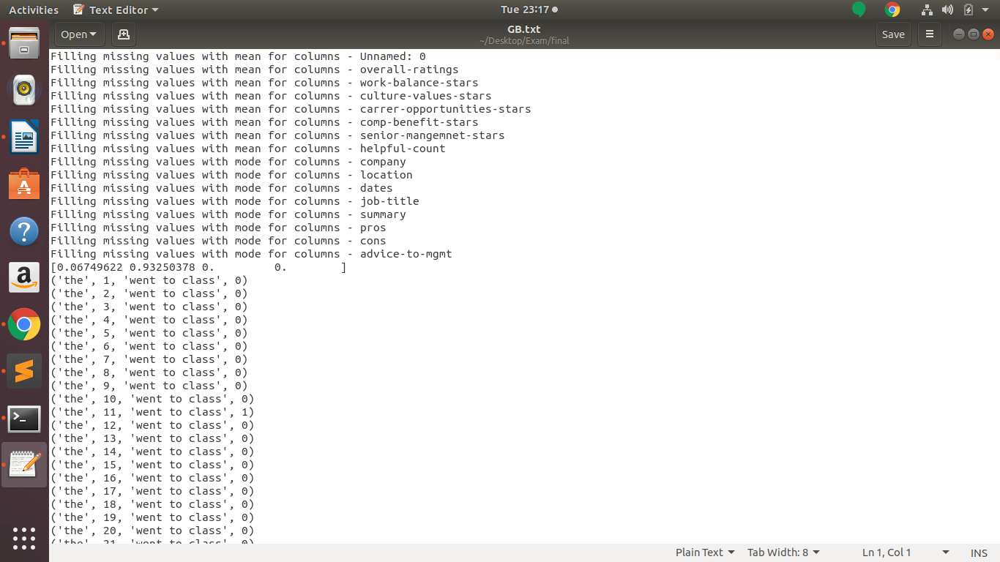 Activities Text Editor Tue 23:17
Open GB.txt Save
~/Desktop/Exam/final
Filling missing values with mean for columns - Unnamed: 0
Filling missing values with mean for columns - overall-ratings
Filling missing values with mean for columns - work-balance-stars
Filling missing values with mean for columns - culture-values-stars
Filling missing values with mean for columns - carrer-opportunities-stars
Filling missing values with mean for columns - comp-benefit-stars
Filling missing values with mean for columns - senior-mangemnet-stars
Filling missing values with mean for columns - helpful-count
Filling missing values with mode for columns - company
Filling missing values with mode for columns - location
Filling missing values with mode for columns - dates
Filling missing values with mode for columns - job-title
Filling missing values with mode for columns - summary
Filling missing values with mode for columns - pros
Filling missing values with mode for columns - cons
Filling missing values with mode for columns - advice-to-mgmt
[0.06749622 0.93250378 0.         0.        ]
('the', 1, 'went to class', 0)
('the', 2, 'went to class', 0)
('the', 3, 'went to class', 0)
('the', 4, 'went to class', 0)
('the', 5, 'went to class', 0)
('the', 6, 'went to class', 0)
('the', 7, 'went to class', 0)
('the', 8, 'went to class', 0)
('the', 9, 'went to class', 0)
('the', 10, 'went to class', 0)
('the', 11, 'went to class', 1)
('the', 12, 'went to class', 0)
('the', 13, 'went to class', 0)
('the', 14, 'went to class', 0)
('the', 15, 'went to class', 0)
('the', 16, 'went to class', 0)
('the', 17, 'went to class', 0)
('the', 18, 'went to class', 0)
('the', 19, 'went to class', 0)
('the', 20, 'went to class', 0)
('the', 21, 'went to class', 0)
Plain Text Tab Width: 8 Ln 1, Col 1 INS